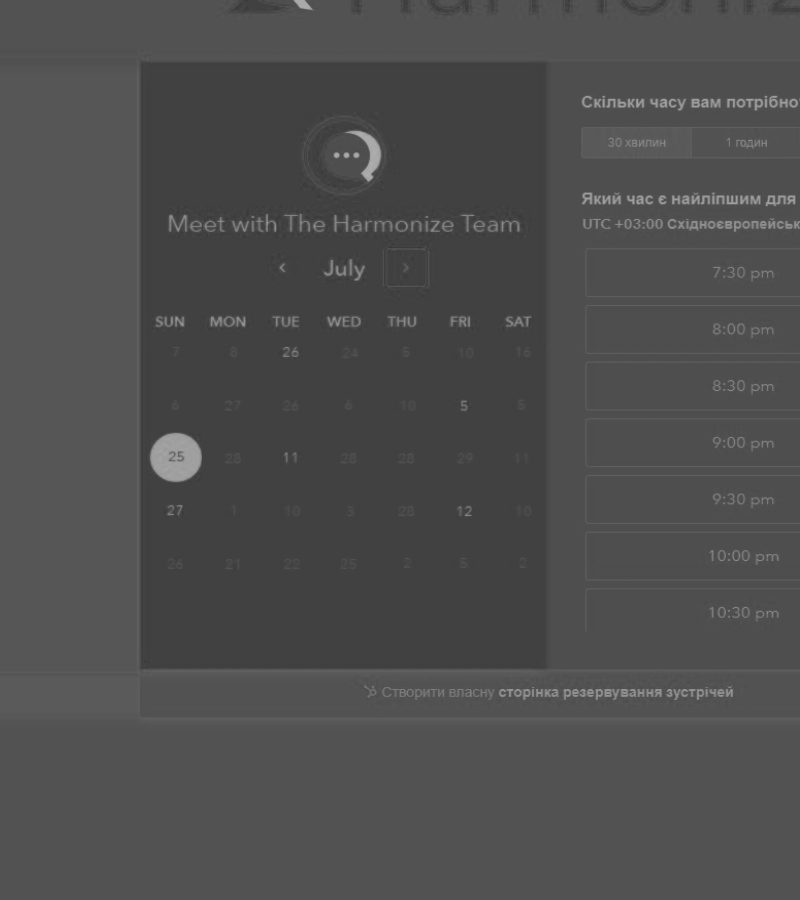 Harmoniz
Meet with The Harmonize Team
‹ July ›
SUN MON TUE WED THU FRI SAT
7 8 26 24 5 10 16
6 27 26 6 10 5 5
25 28 11 25 28 29 11
27 1 10 3 28 12 10
26 21 22 25 2 5 2
Скільки часу вам потрібно
30 хвилин 1 годин
Який час є найліпшим для
UTC +03:00 Східноєвропейськ
7:30 pm
8:00 pm
8:30 pm
9:00 pm
9:30 pm
10:00 pm
10:30 pm
Створити власну сторінка резервування зустрічей